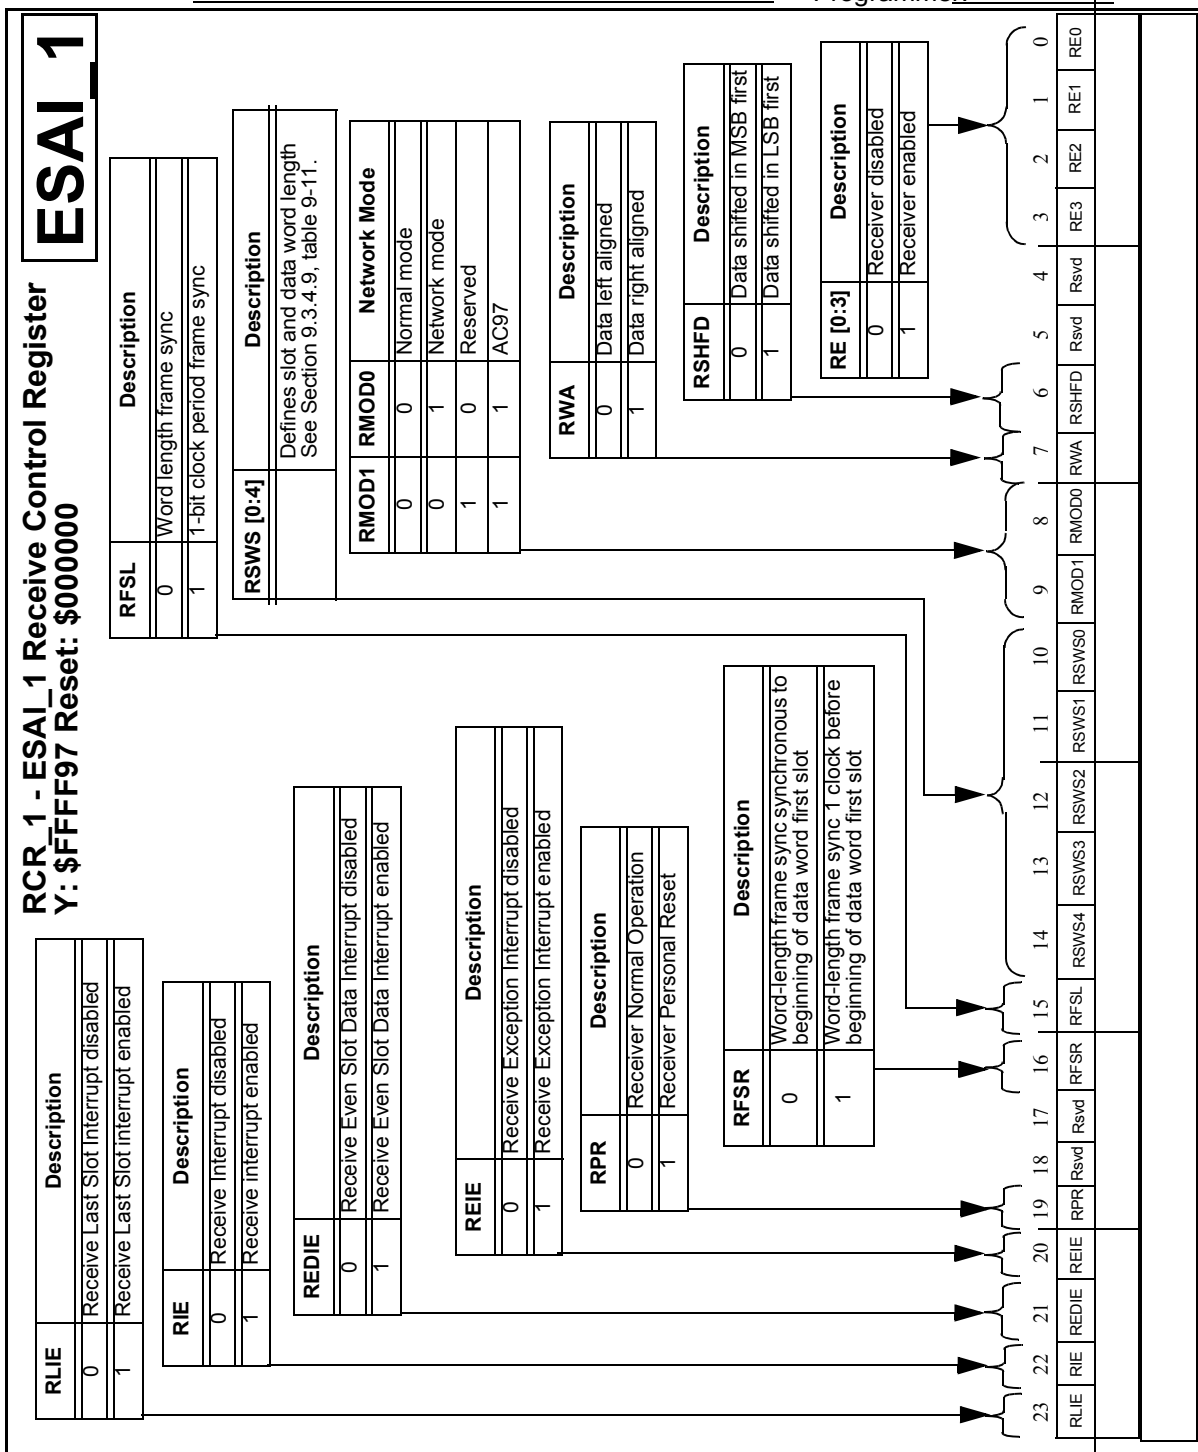 Programmer:
RCR_1 - ESAI_1 Receive Control Register
Y: $FFFF97 Reset: $000000
ESAI_1
RLIE Description
0 Receive Last Slot Interrupt disabled
1 Receive Last Slot interrupt enabled
RIE Description
0 Receive Interrupt disabled
1 Receive interrupt enabled
REDIE Description
0 Receive Even Slot Data Interrupt disabled
1 Receive Even Slot Data Interrupt enabled
REIE Description
0 Receive Exception Interrupt disabled
1 Receive Exception Interrupt enabled
RPR Description
0 Receiver Normal Operation
1 Receiver Personal Reset
RFSR Description
0 Word-length frame sync synchronous to
beginning of data word first slot
1 Word-length frame sync 1 clock before
beginning of data word first slot
RFSL Description
0 Word length frame sync
1 1-bit clock period frame sync
RSWS [0:4] Description
Defines slot and data word length
See Section 9.3.4.9, table 9-11.
RMOD1 RMOD0 Network Mode
0 0 Normal mode
0 1 Network mode
1 0 Reserved
1 1 AC97
RWA Description
0 Data left aligned
1 Data right aligned
RSHFD Description
0 Data shifted in MSB first
1 Data shifted in LSB first
RE [0:3] Description
0 Receiver disabled
1 Receiver enabled
23 22 21 20 19 18 17 16 15 14 13 12 11 10 9 8 7 6 5 4 3 2 1 0
RLIE RIE REDIE REIE RPR Rsvd Rsvd RFSR RFSL RSWS4 RSWS3 RSWS2 RSWS1 RSWS0 RMOD1 RMOD0 RWA RSHFD Rsvd Rsvd RE3 RE2 RE1 RE0